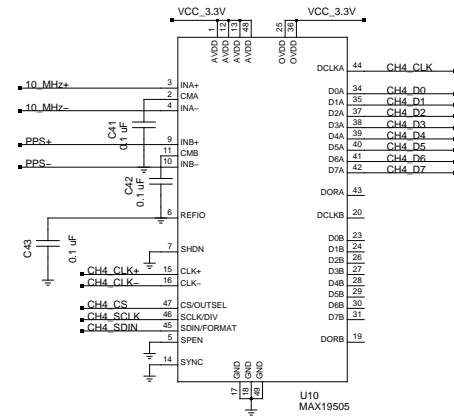 VCC_3.3V VCC_3.3V
1 12 13 48 25 36
AVDD AVDD AVDD AVDD OVDD OVDD
DCLKA 44 CH4_CLK
10_MHz+ 3 INA+ D0A 34 CH4_D0
2 CMA D1A 35 CH4_D1
10_MHz− 4 INA− D2A 37 CH4_D2
C41 0.1 uF D3A 38 CH4_D3
PPS+ 9 INB+ D4A 39 CH4_D4
11 CMB D5A 40 CH4_D5
PPS− 10 INB− D6A 41 CH4_D6
D7A 42 CH4_D7
C42 0.1 uF
DORA 43
6 REFIO DCLKB 20
C43 0.1 uF
D0B 23
7 SHDN D1B 24
D2B 26
CH4_CLK+ 15 CLK+ D3B 27
CH4_CLK− 16 CLK− D4B 28
D5B 29
CH4_CS 47 CS/OUTSEL D6B 30
CH4_SCLK 46 SCLK/DIV D7B 31
CH4_SDIN 45 SDIN/FORMAT
5 SPEN DORB 19
14 SYNC
GND GND GND
17 18 49
U10
MAX19505